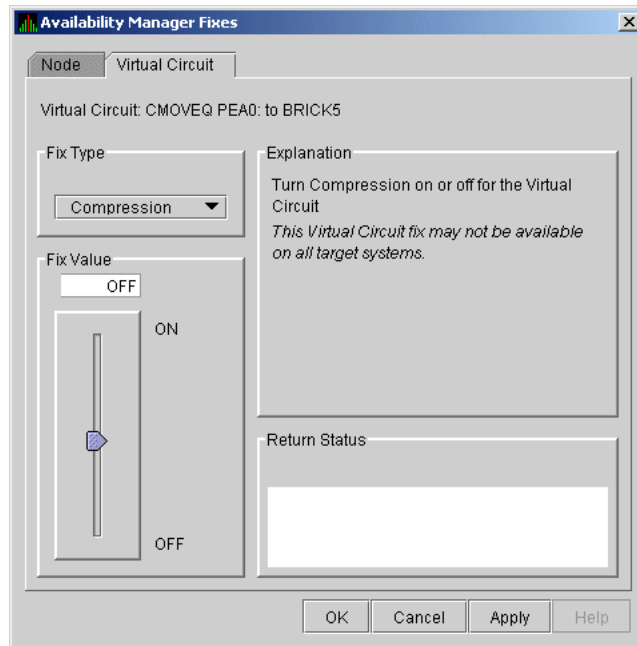 Availability Manager Fixes
Node
Virtual Circuit
Virtual Circuit: CMOVEQ PEA0: to BRICK5
Fix Type
Compression
Fix Value
OFF
ON
OFF
Explanation
Turn Compression on or off for the Virtual
Circuit
This Virtual Circuit fix may not be available
on all target systems.
Return Status
OK
Cancel
Apply
Help